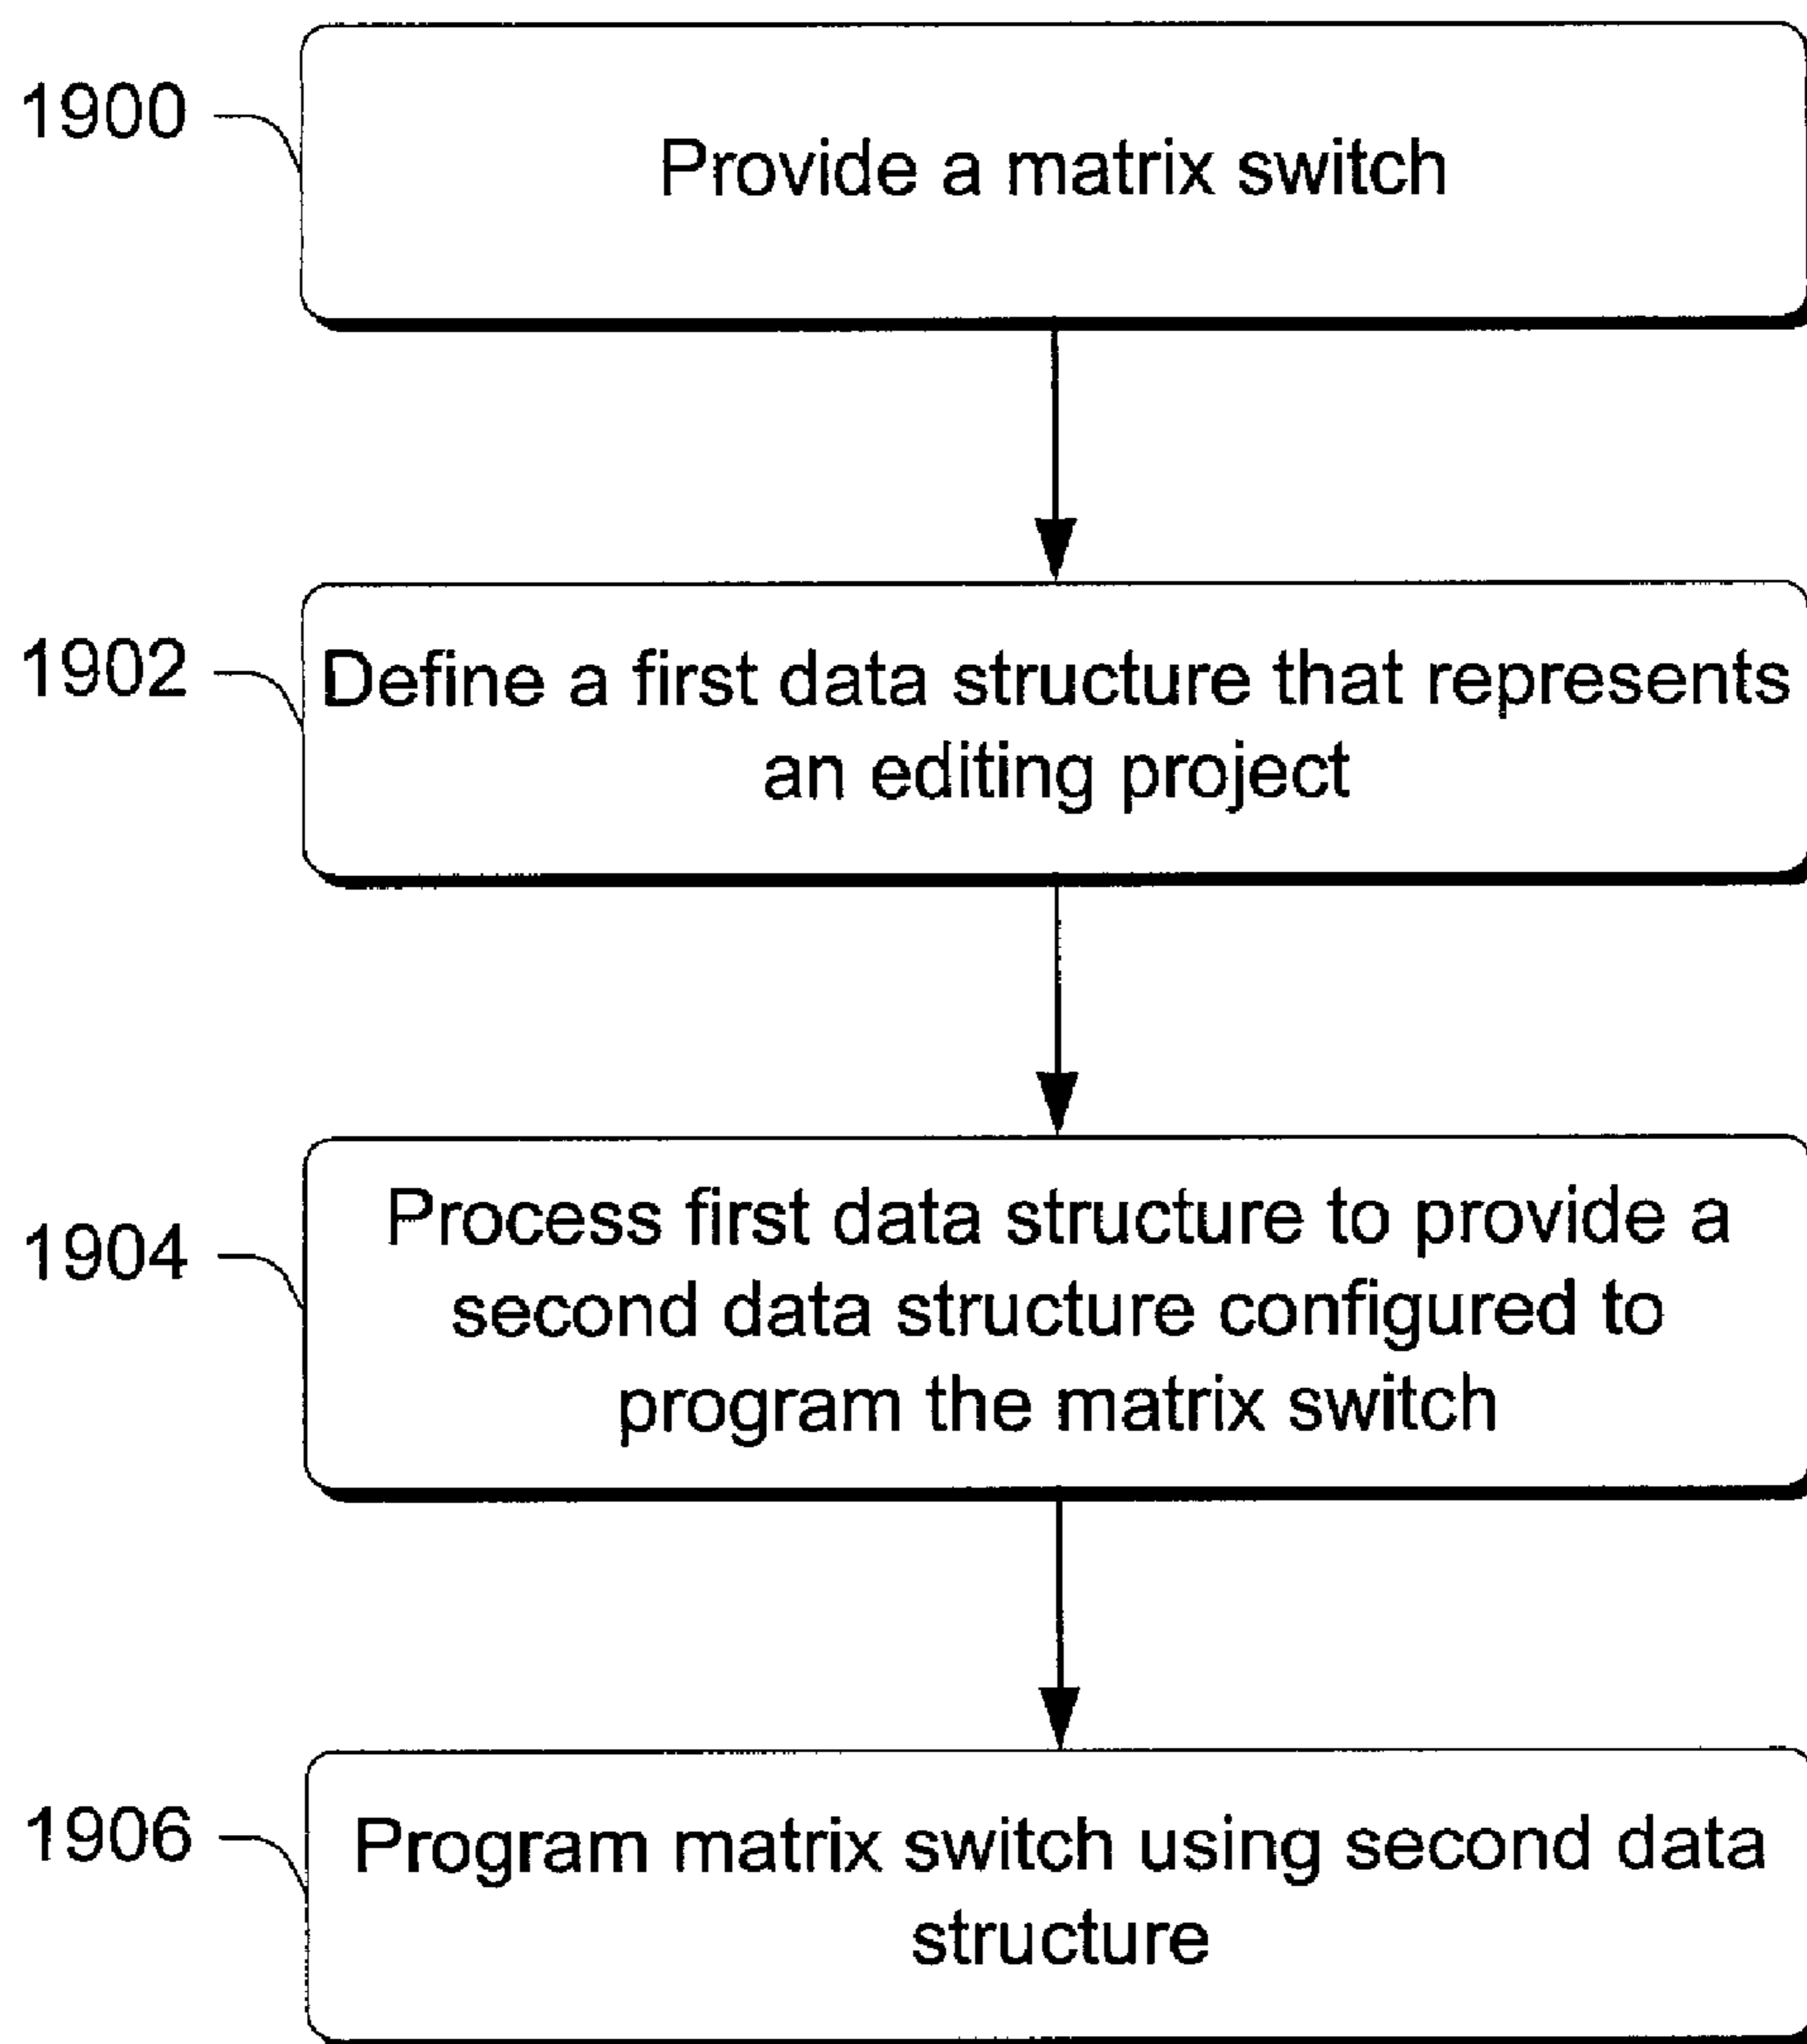 1900
Provide a matrix switch
1902
Define a first data structure that represents
an editing project
1904
Process first data structure to provide a
second data structure configured to
program the matrix switch
1906
Program matrix switch using second data
structure